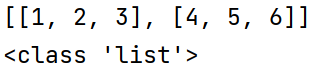 [[1, 2, 3], [4, 5, 6]]
<class 'list'>